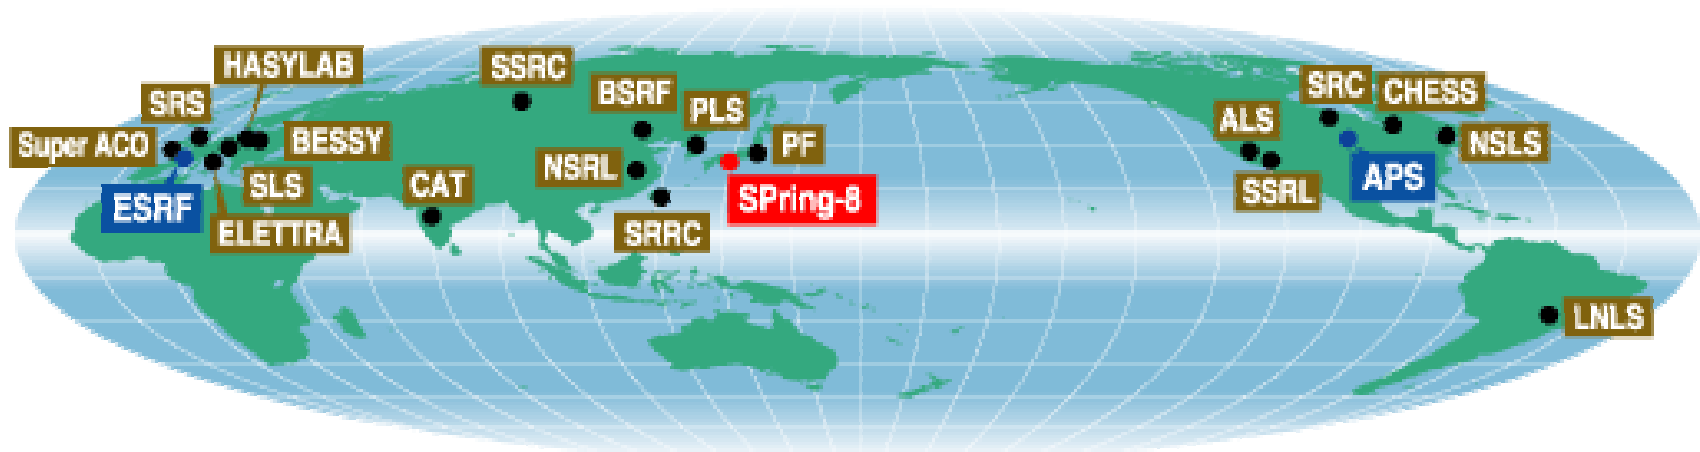 HASYLAB
SSRC
SRC
CHESS
SRS
BSRF
PLS
ALS
Super ACO
BESSY
PF
NSLS
NSRL
ESRF
SLS
CAT
SPring-8
SSRL
APS
ELETTRA
SRRC
LNLS